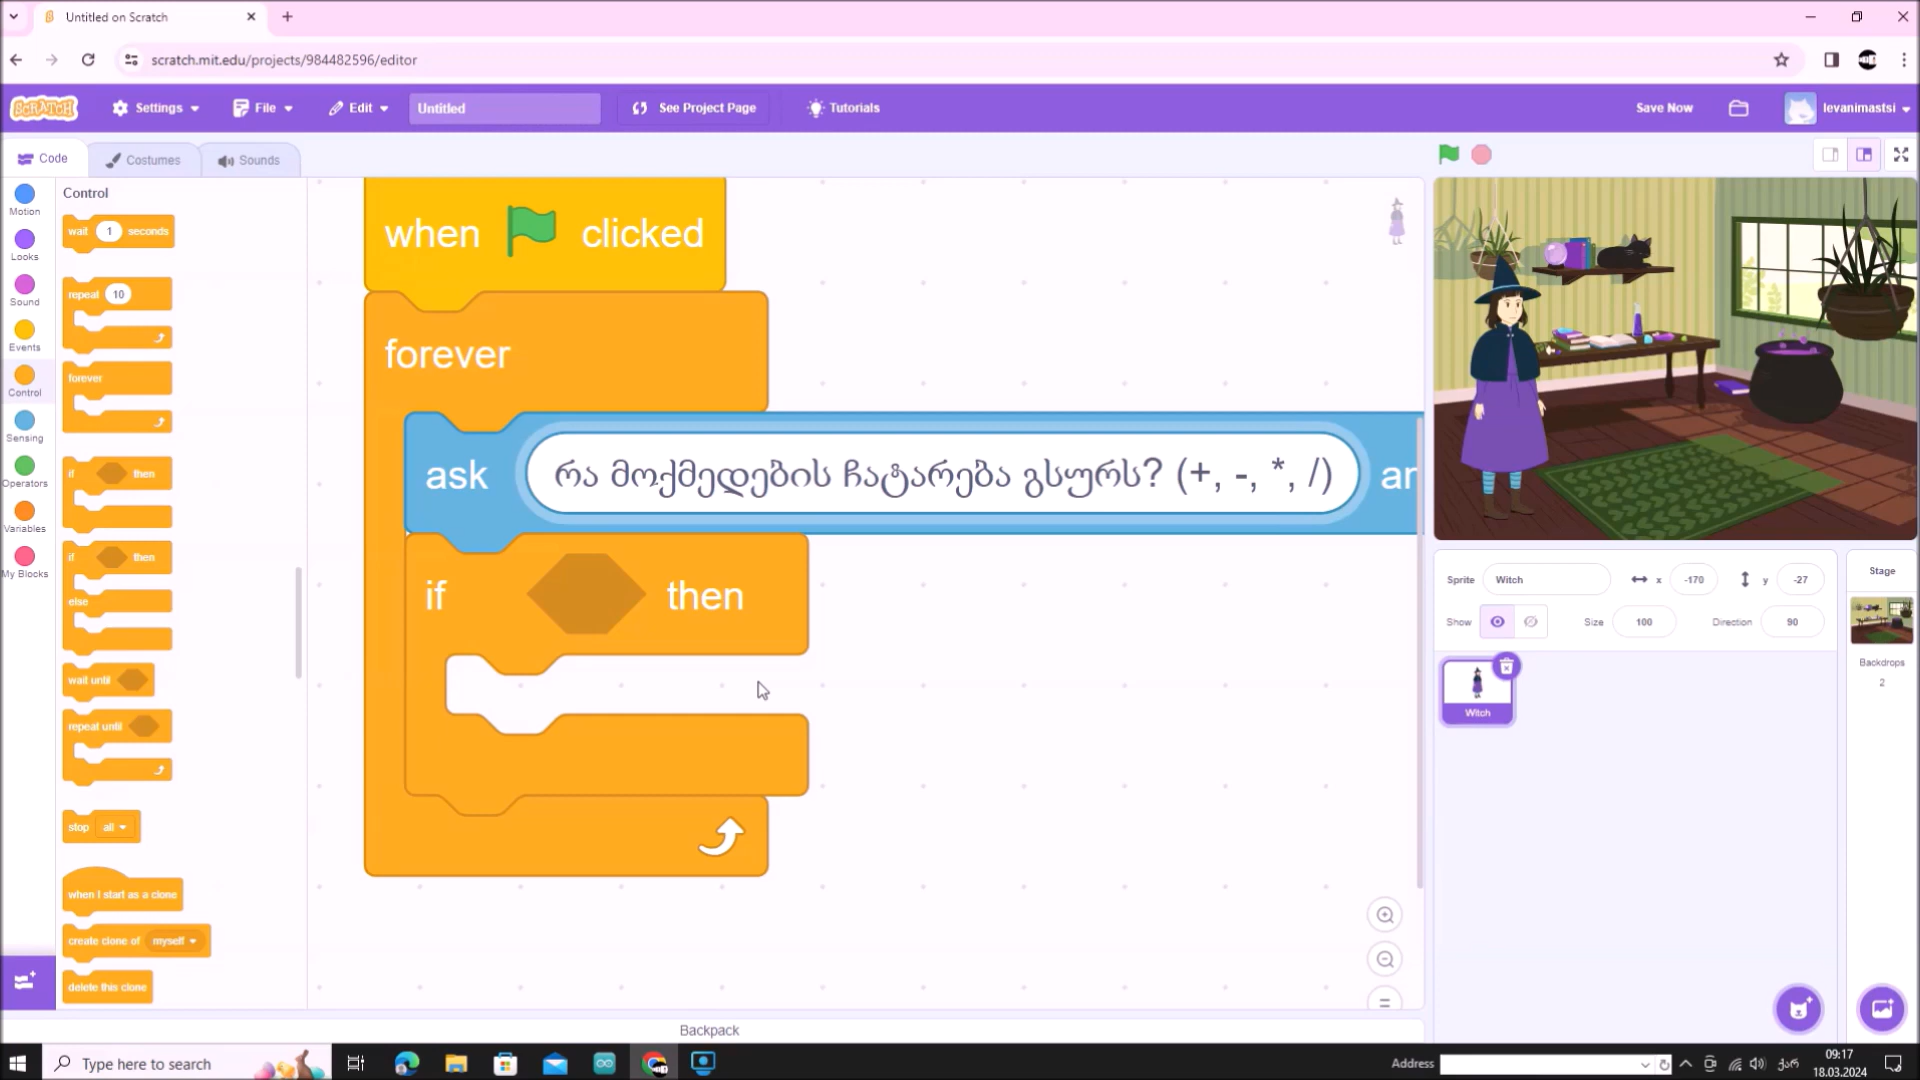 Untitled on Scratch
scratch.mit.edu/projects/984482596/editor
SCRATCH
Settings
File
Edit
Untitled
See Project Page
Tutorials
Save Now
levanimastsi
Code
Costumes
Sounds
Motion
Looks
Sound
Events
Control
Sensing
Operators
Variables
My Blocks
Control
wait 1 seconds
repeat 10
forever
if then
if then
else
wait until
repeat until
stop all
when I start as a clone
create clone of myself
delete this clone
when clicked
forever
ask რა მოქმედების ჩატარება გსურს? (+, -, *, /) an
if then
Backpack
Sprite Witch x -170 y -27
Show Size 100 Direction 90
Witch
Stage
Backdrops
2
Type here to search
Address
ქარ
09:17
18.03.2024